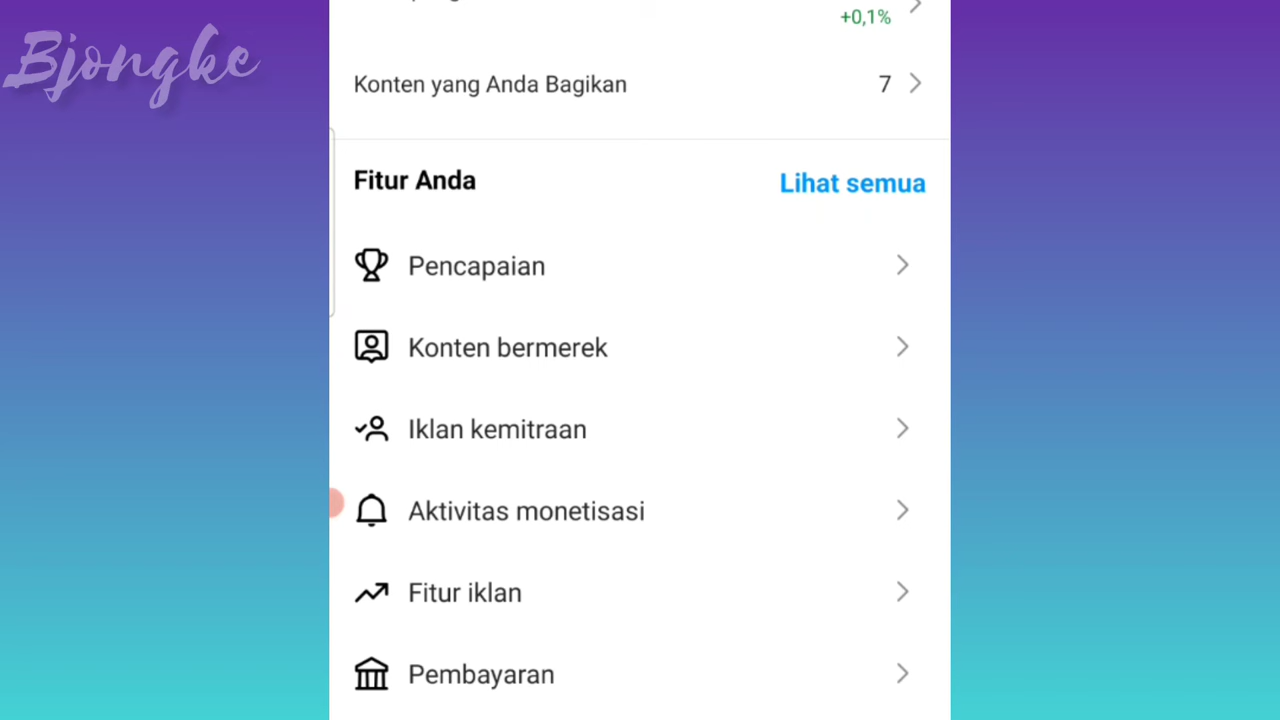 Bjongke
+0,1%
Konten yang Anda Bagikan 7
Fitur Anda Lihat semua
Pencapaian
Konten bermerek
Iklan kemitraan
Aktivitas monetisasi
Fitur iklan
Pembayaran